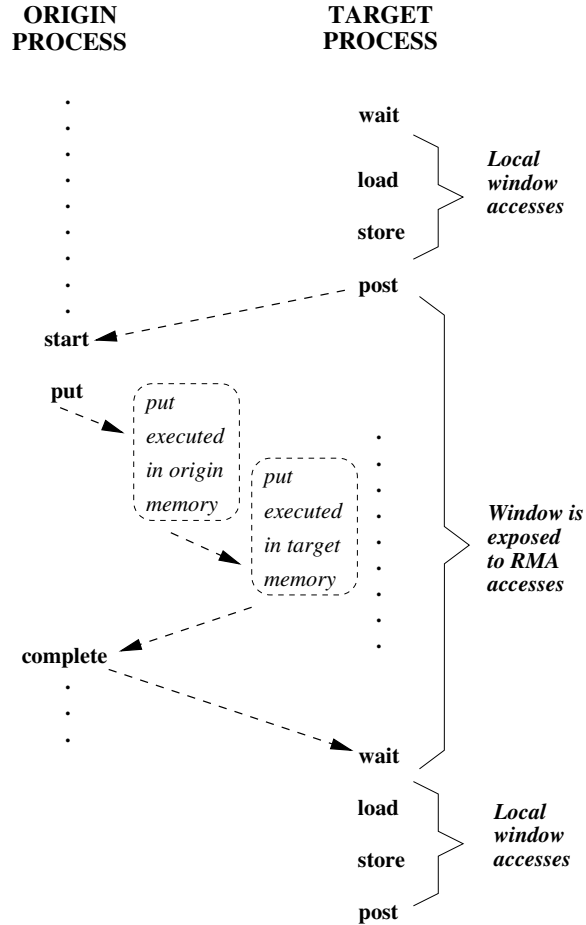 ORIGIN
PROCESS
TARGET
PROCESS
wait
load
store
Local
window
accesses
post
start
put
put
executed
in origin
memory
put
executed
in target
memory
Window is
exposed
to RMA
accesses
complete
wait
load
store
post
Local
window
accesses